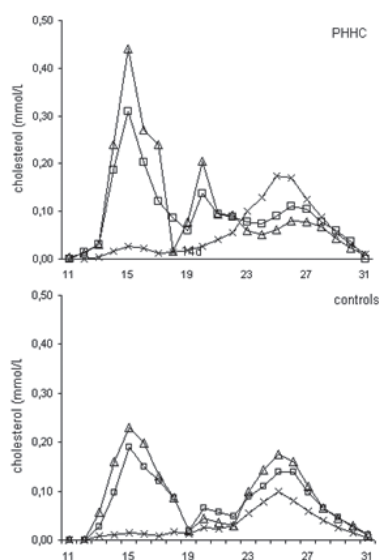 PHHC
0,50
0,40
0,30
0,20
0,10
0,00
cholesterol (mmol/L
11 15 19 23 27 31
controls
0,50
0,40
0,30
0,20
0,10
0,00
cholesterol (mmol/L
11 15 19 23 27 31